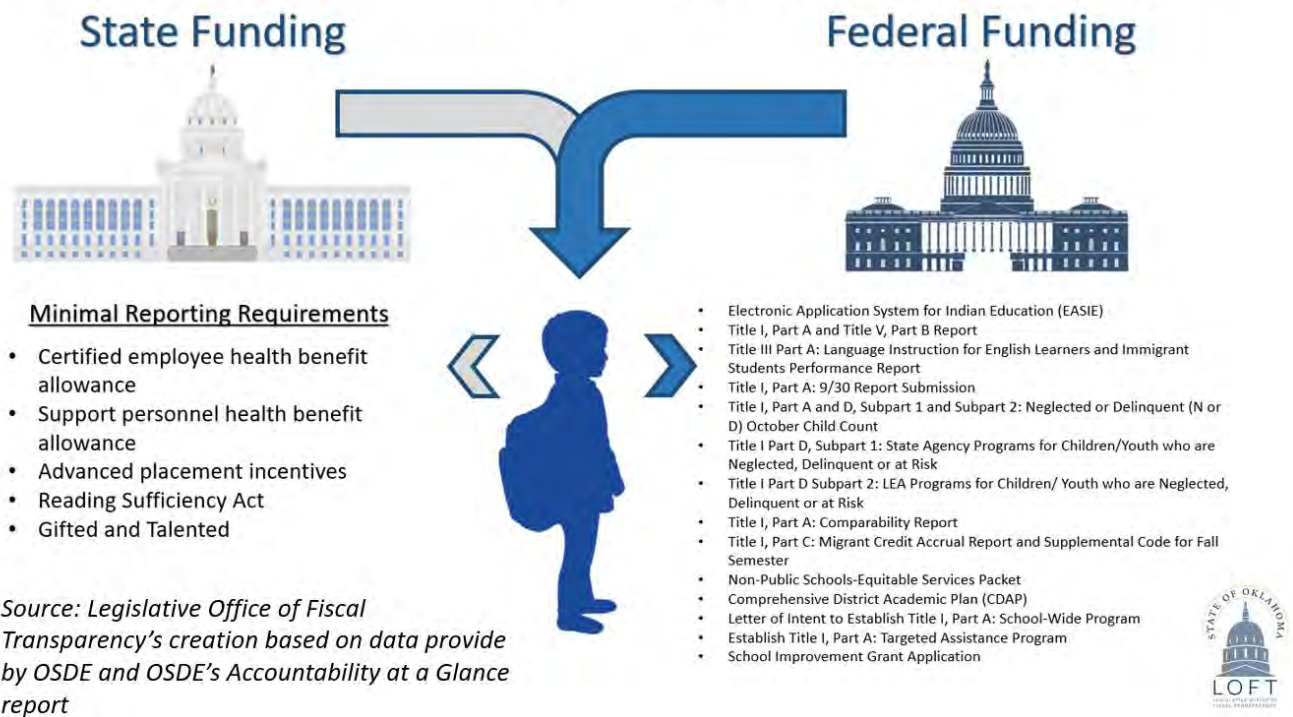 State Funding
Federal Funding
Minimal Reporting Requirements
• Certified employee health benefit
allowance
• Support personnel health benefit
allowance
• Advanced placement incentives
• Reading Sufficiency Act
• Gifted and Talented
Source: Legislative Office of Fiscal
Transparency's creation based on data provide
by OSDE and OSDE's Accountability at a Glance
report
• Electronic Application System for Indian Education (EASIE)
• Title I, Part A and Title V, Part B Report
• Title III Part A: Language Instruction for English Learners and Immigrant
Students Performance Report
• Title I, Part A: 9/30 Report Submission
• Title I, Part A and D, Subpart 1 and Subpart 2: Neglected or Delinquent (N or
D) October Child Count
• Title I Part D, Subpart 1: State Agency Programs for Children/Youth who are
Neglected, Delinquent or at Risk
• Title I Part D Subpart 2: LEA Programs for Children/ Youth who are Neglected,
Delinquent or at Risk
• Title I, Part A: Comparability Report
• Title I, Part C: Migrant Credit Accrual Report and Supplemental Code for Fall
Semester
• Non-Public Schools-Equitable Services Packet
• Comprehensive District Academic Plan (CDAP)
• Letter of Intent to Establish Title I, Part A: School-Wide Program
• Establish Title I, Part A: Targeted Assistance Program
• School Improvement Grant Application
STATE OF OKLAHOMA
LOFT